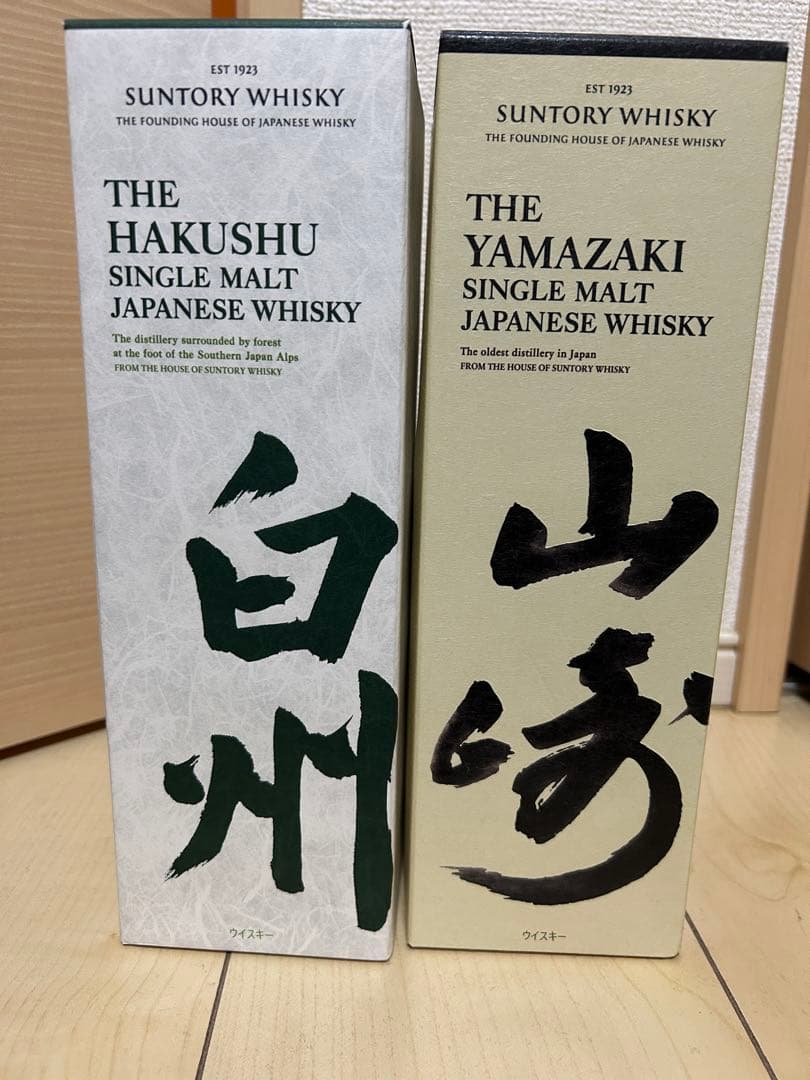 EST 1923
SUNTORY WHISKY
THE FOUNDING HOUSE OF JAPANESE WHISKY
THE
HAKUSHU
SINGLE MALT
JAPANESE WHISKY
The distillery surrounded by forest
at the foot of the Southern Japan Alps
FROM THE HOUSE OF SUNTORY WHISKY
白
州
ウイスキー
EST 1923
SUNTORY WHISKY
THE FOUNDING HOUSE OF JAPANESE WHISKY
THE
YAMAZAKI
SINGLE MALT
JAPANESE WHISKY
The oldest distillery in Japan
FROM THE HOUSE OF SUNTORY WHISKY
山
崎
ウイスキー